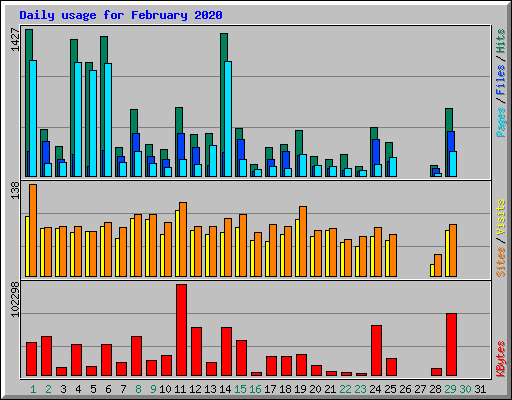 Daily usage for February 2020
1427
Pages / Files / Hits
138
Sites / Visits
102298
KBytes
1 2 3 4 5 6 7 8 9 10 11 12 13 14 15 16 17 18 19 20 21 22 23 24 25 26 27 28 29 30 31